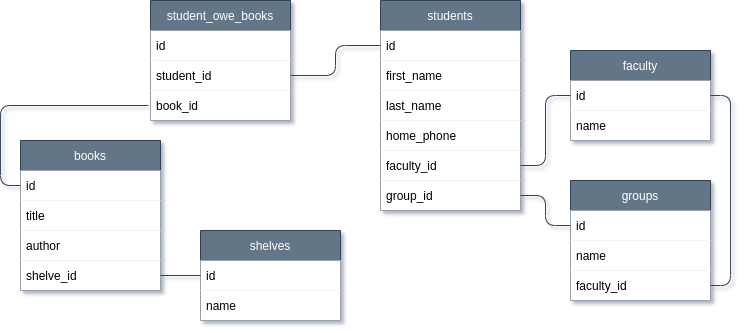 student_owe_books
id
student_id
book_id
students
id
first_name
last_name
home_phone
faculty_id
group_id
faculty
id
name
books
id
title
author
shelve_id
shelves
id
name
groups
id
name
faculty_id